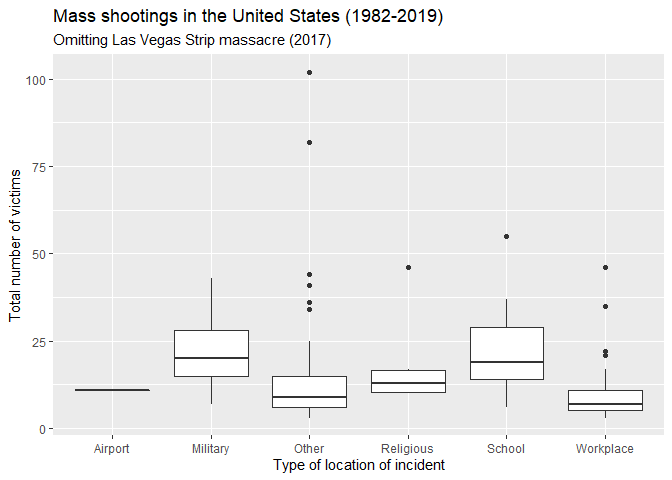 Mass shootings in the United States (1982-2019)
Omitting Las Vegas Strip massacre (2017)
Total number of victims
100
75
50
25
0
Airport Military Other Religious School Workplace
Type of location of incident